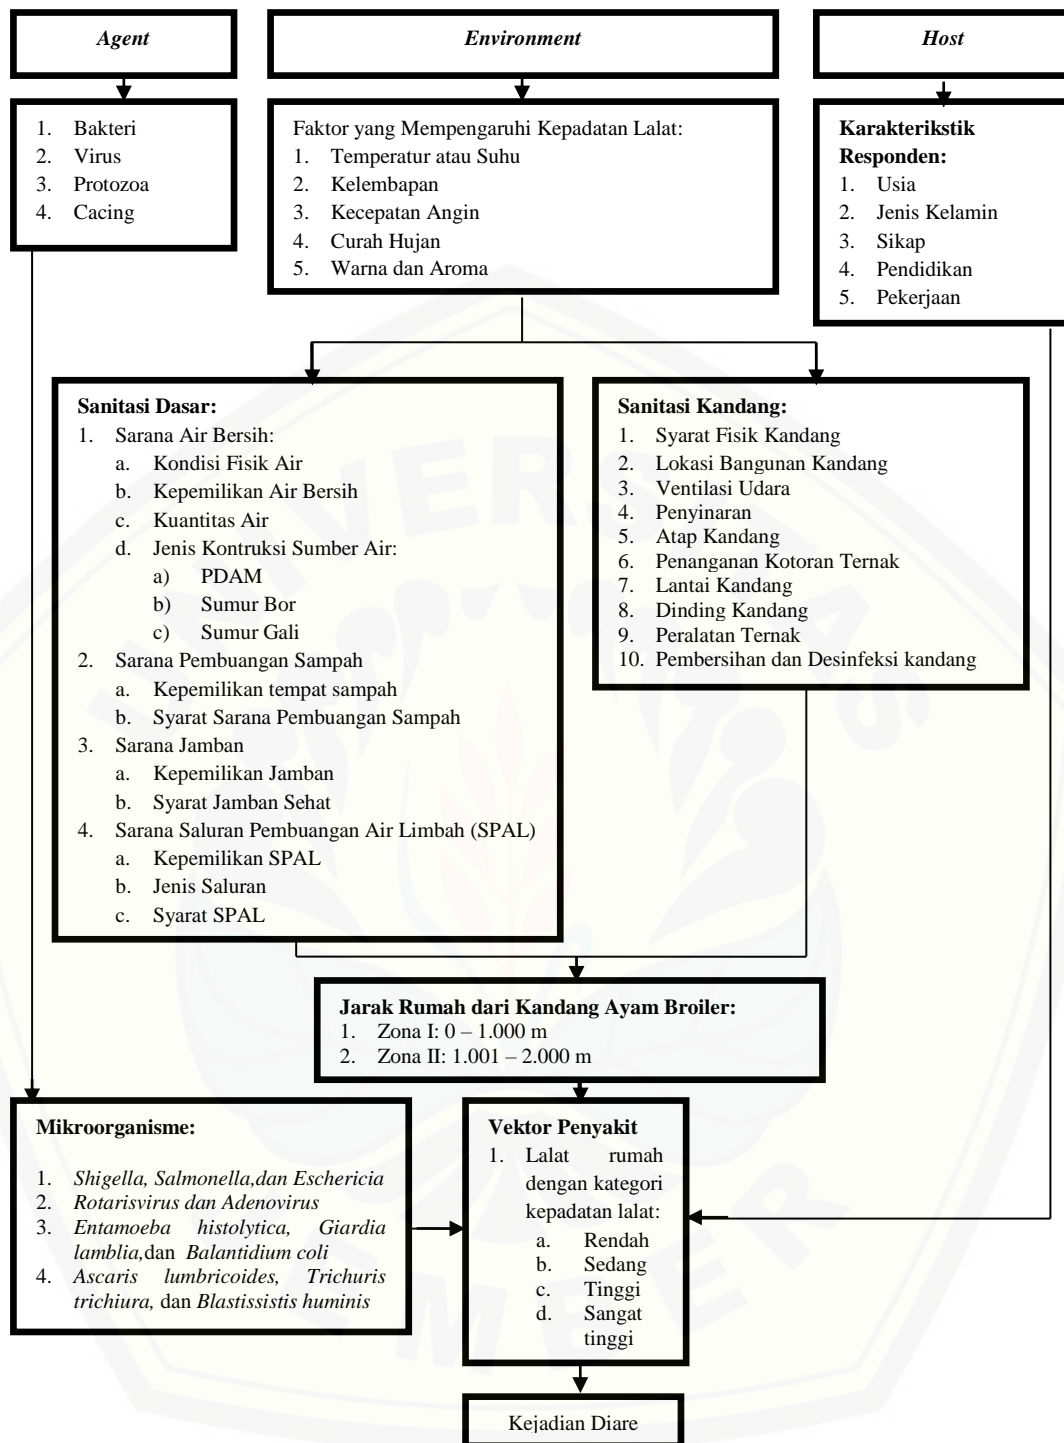 Agent
Environment
Host
1. Bakteri
2. Virus
3. Protozoa
4. Cacing
Faktor yang Mempengaruhi Kepadatan Lalat:
1. Temperatur atau Suhu
2. Kelembapan
3. Kecepatan Angin
4. Curah Hujan
5. Warna dan Aroma
Karakterikstik
Responden:
1. Usia
2. Jenis Kelamin
3. Sikap
4. Pendidikan
5. Pekerjaan
Sanitasi Dasar:
1. Sarana Air Bersih:
a. Kondisi Fisik Air
b. Kepemilikan Air Bersih
c. Kuantitas Air
d. Jenis Kontruksi Sumber Air:
a) PDAM
b) Sumur Bor
c) Sumur Gali
2. Sarana Pembuangan Sampah
a. Kepemilikan tempat sampah
b. Syarat Sarana Pembuangan Sampah
3. Sarana Jamban
a. Kepemilikan Jamban
b. Syarat Jamban Sehat
4. Sarana Saluran Pembuangan Air Limbah (SPAL)
a. Kepemilikan SPAL
b. Jenis Saluran
c. Syarat SPAL
Sanitasi Kandang:
1. Syarat Fisik Kandang
2. Lokasi Bangunan Kandang
3. Ventilasi Udara
4. Penyinaran
5. Atap Kandang
6. Penanganan Kotoran Ternak
7. Lantai Kandang
8. Dinding Kandang
9. Peralatan Ternak
10. Pembersihan dan Desinfeksi kandang
Jarak Rumah dari Kandang Ayam Broiler:
1. Zona I: 0 – 1.000 m
2. Zona II: 1.001 – 2.000 m
Mikroorganisme:
1. Shigella, Salmonella,dan Eschericia
2. Rotarisvirus dan Adenovirus
3. Entamoeba histolytica, Giardia
lamblia,dan Balantidium coli
4. Ascaris lumbricoides, Trichuris
trichiura, dan Blastissistis huminis
Vektor Penyakit
1. Lalat rumah
dengan kategori
kepadatan lalat:
a. Rendah
b. Sedang
c. Tinggi
d. Sangat
tinggi
Kejadian Diare
UNIVERSITAS
JEMBER